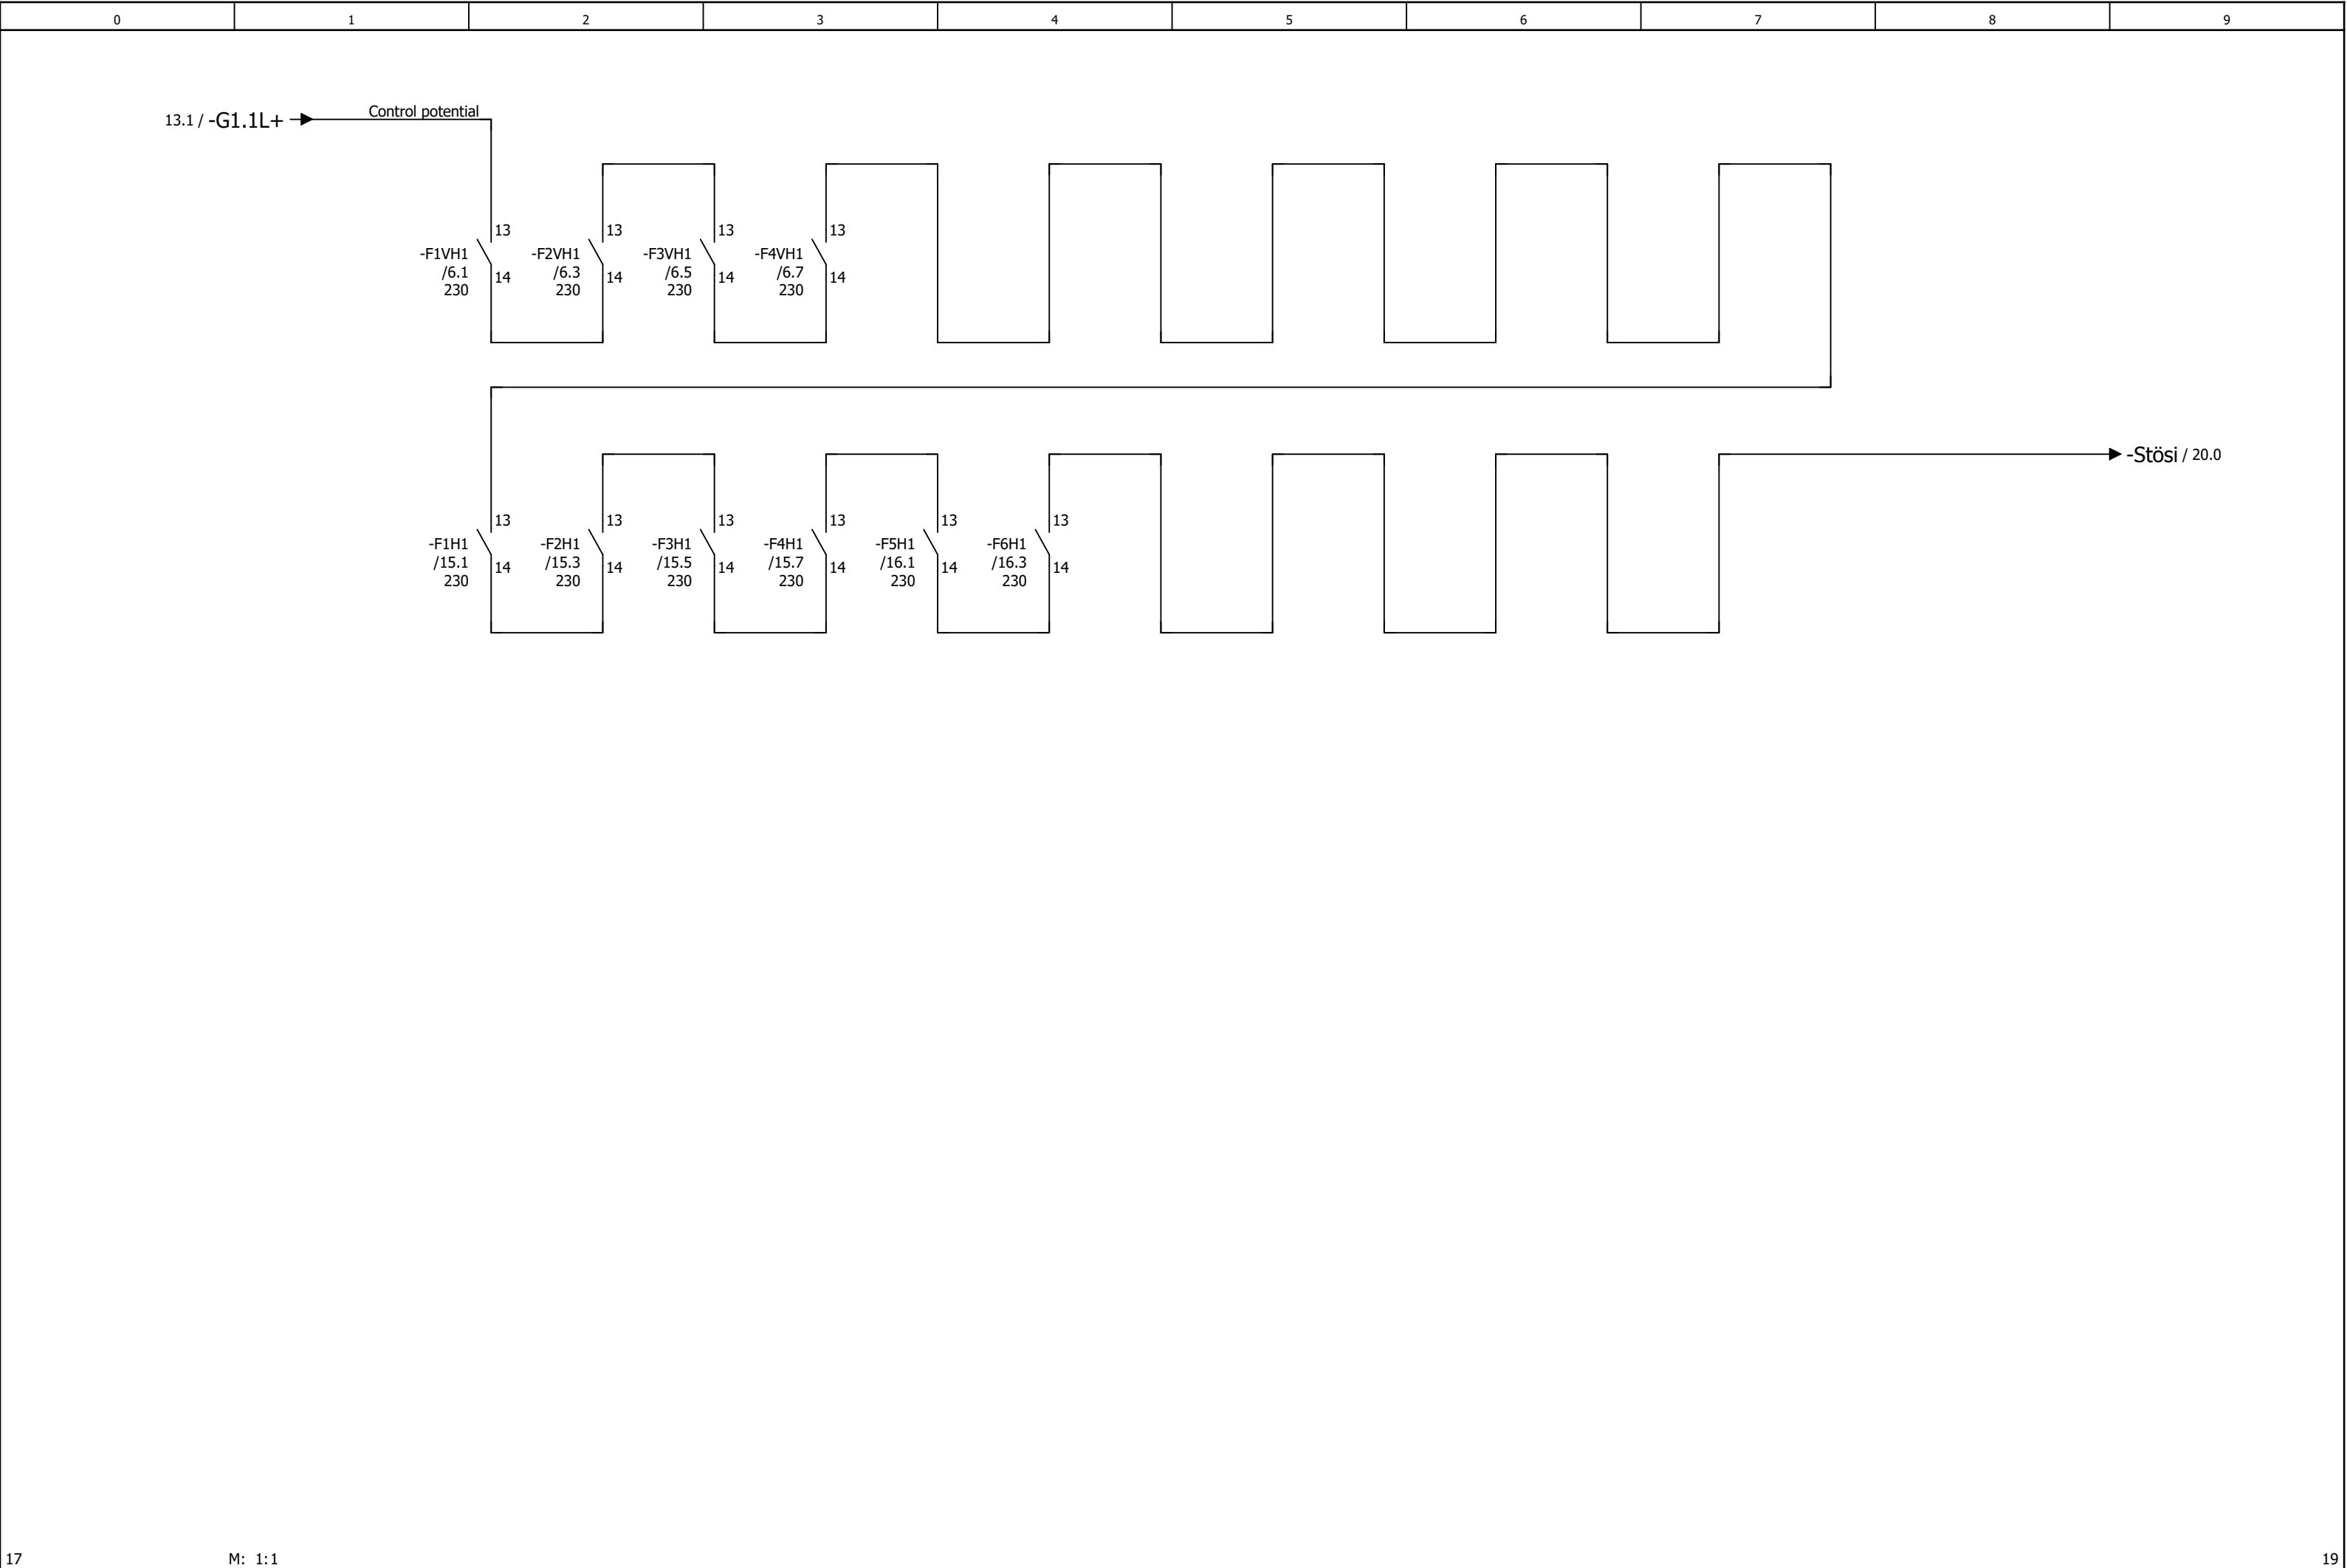 0 1 2 3 4 5 6 7 8 9
Control potential
13.1 / -G1.1L+
13 13 13 13
-F1VH1 -F2VH1 -F3VH1 -F4VH1
/6.1 /6.3 /6.5 /6.7
14 14 14 14
230 230 230 230
-Stösi / 20.0
13 13 13 13 13 13
-F1H1 -F2H1 -F3H1 -F4H1 -F5H1 -F6H1
/15.1 /15.3 /15.5 /15.7 /16.1 /16.3
14 14 14 14 14 14
230 230 230 230 230 230
17 M: 1:1 19